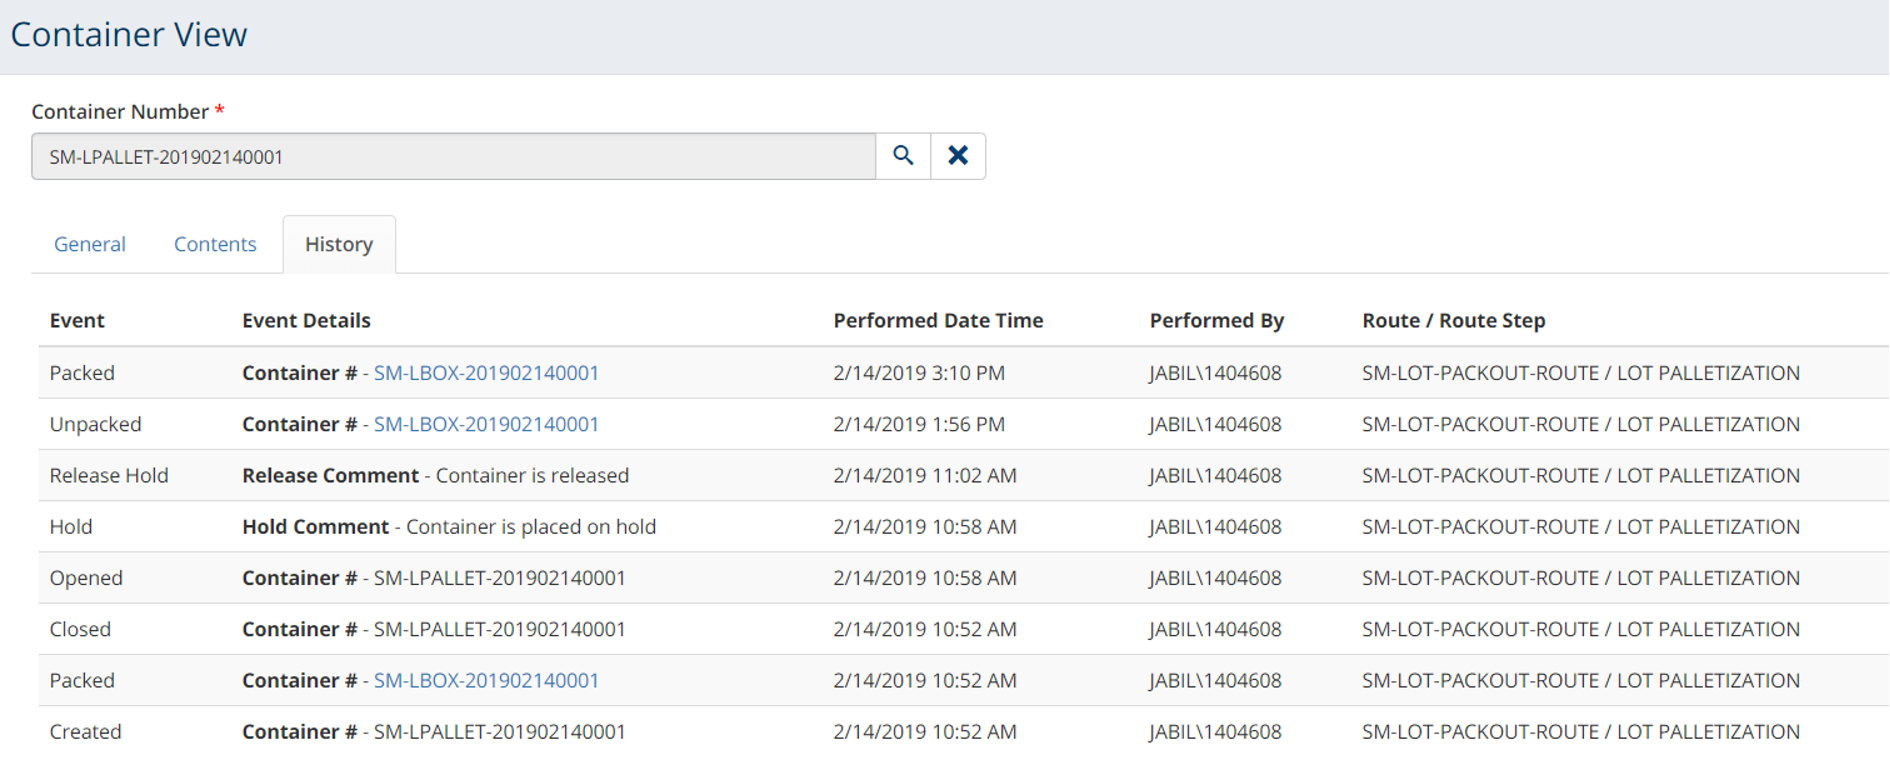 Container View
Container Number *
SM-LPALLET-201902140001
General Contents History
Event Event Details Performed Date Time Performed By Route / Route Step
Packed Container # - SM-LBOX-201902140001 2/14/2019 3:10 PM JABIL\1404608 SM-LOT-PACKOUT-ROUTE / LOT PALLETIZATION
Unpacked Container # - SM-LBOX-201902140001 2/14/2019 1:56 PM JABIL\1404608 SM-LOT-PACKOUT-ROUTE / LOT PALLETIZATION
Release Hold Release Comment - Container is released 2/14/2019 11:02 AM JABIL\1404608 SM-LOT-PACKOUT-ROUTE / LOT PALLETIZATION
Hold Hold Comment - Container is placed on hold 2/14/2019 10:58 AM JABIL\1404608 SM-LOT-PACKOUT-ROUTE / LOT PALLETIZATION
Opened Container # - SM-LPALLET-201902140001 2/14/2019 10:58 AM JABIL\1404608 SM-LOT-PACKOUT-ROUTE / LOT PALLETIZATION
Closed Container # - SM-LPALLET-201902140001 2/14/2019 10:52 AM JABIL\1404608 SM-LOT-PACKOUT-ROUTE / LOT PALLETIZATION
Packed Container # - SM-LBOX-201902140001 2/14/2019 10:52 AM JABIL\1404608 SM-LOT-PACKOUT-ROUTE / LOT PALLETIZATION
Created Container # - SM-LPALLET-201902140001 2/14/2019 10:52 AM JABIL\1404608 SM-LOT-PACKOUT-ROUTE / LOT PALLETIZATION